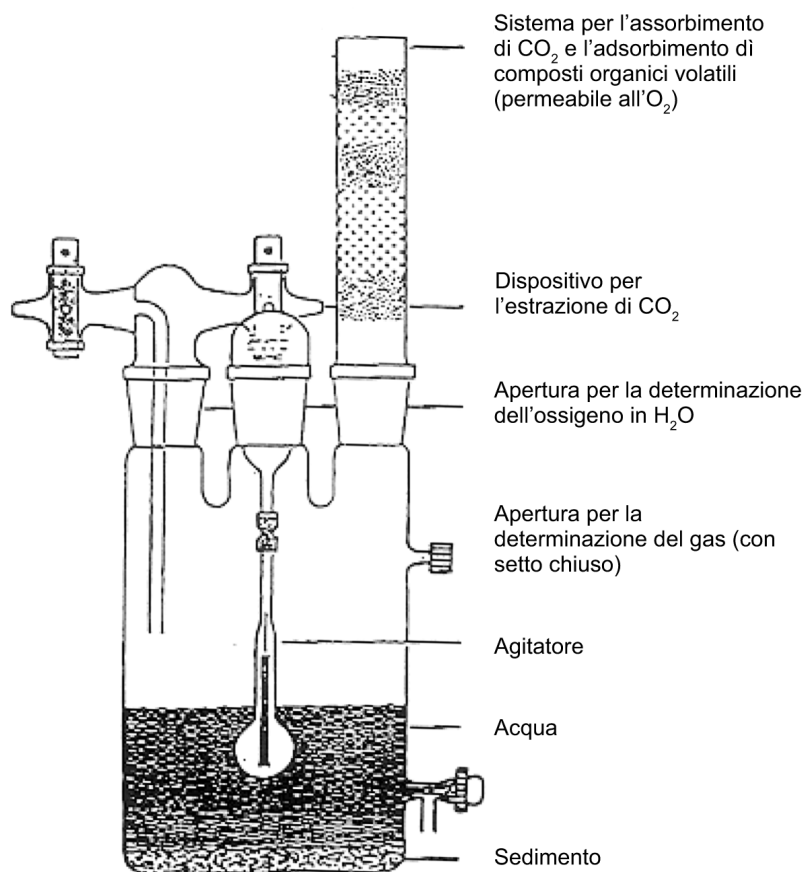 Sistema per l’assorbimento
di CO₂ e l’adsorbimento dì
composti organici volatili
(permeabile all’O₂)
Dispositivo per
l’estrazione di CO₂
Apertura per la determinazione
dell’ossigeno in H₂O
Apertura per la
determinazione del gas (con
setto chiuso)
Agitatore
Acqua
Sedimento